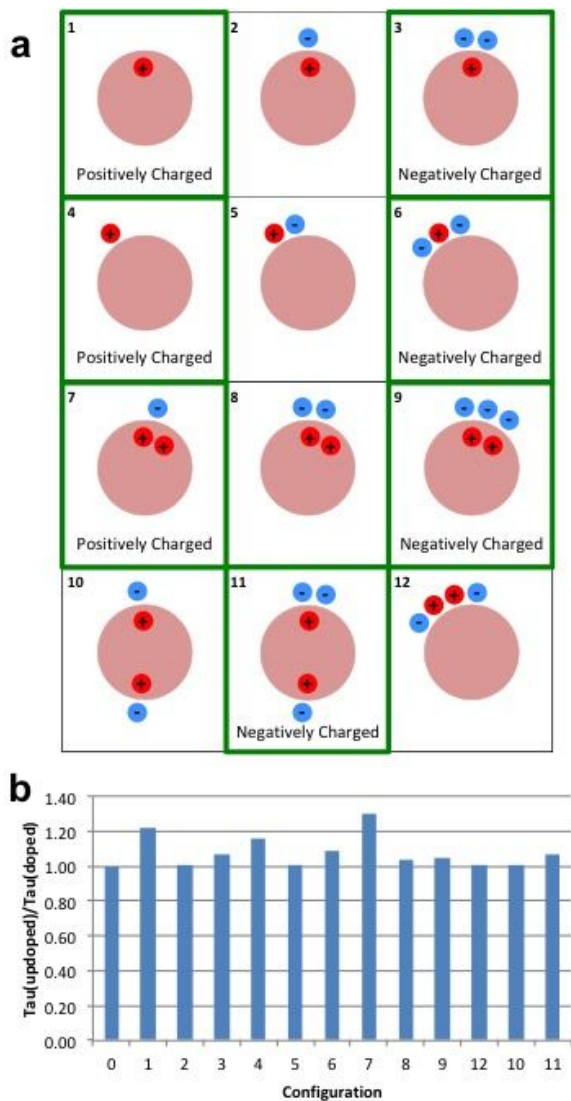 a
1 2 3
- - -
+ + +
Positively Charged Negatively Charged
4 5 6
+ + - - + -
Positively Charged Negatively Charged
7 8 9
- - - - - -
+ + + + + +
Positively Charged Negatively Charged
10 11 12
- - - - + + -
+ +
+ +
- -
Negatively Charged
b
Tau(updoped)/Tau(doped)
1.40
1.20
1.00
0.80
0.60
0.40
0.20
0.00
0 1 2 3 4 5 6 7 8 9 12 10 11
Configuration